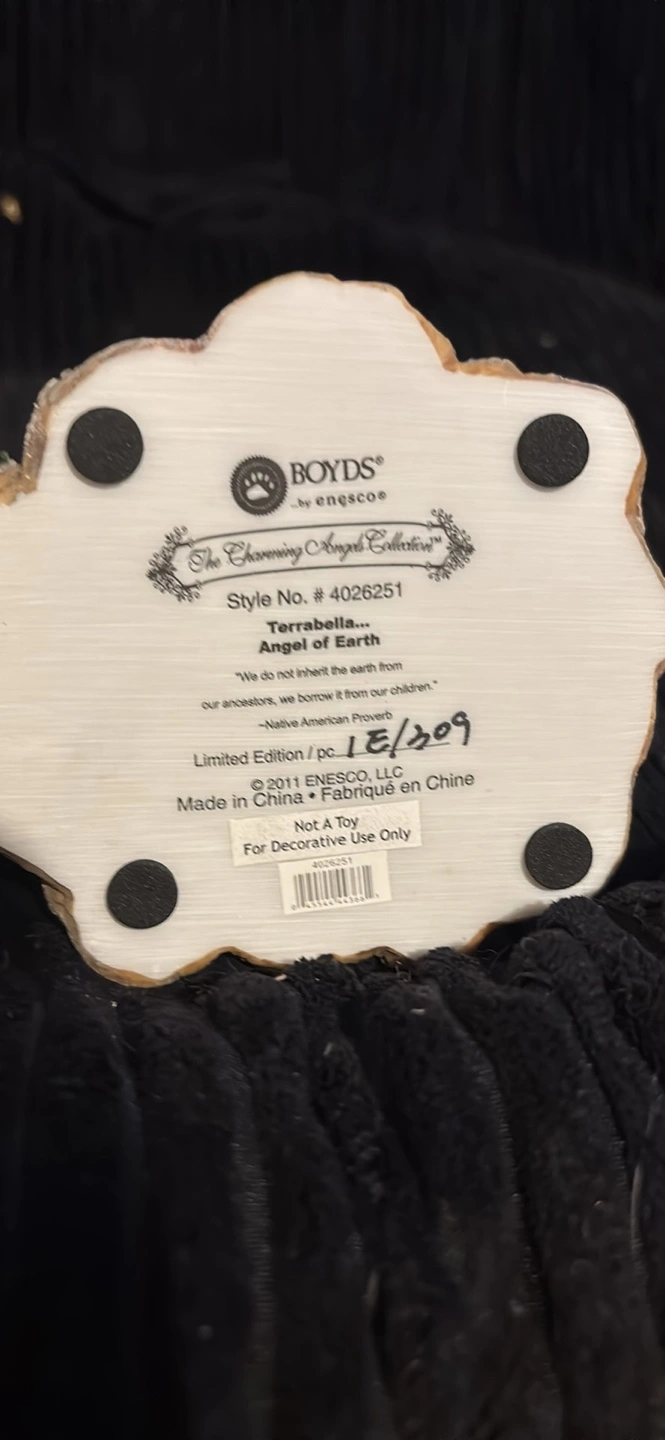 BOYDS®
...by enesco®
The Charming Angels Collection™
Style No. # 4026251
Terrabella...
Angel of Earth
"We do not inherit the earth from
our ancestors, we borrow it from our children."
~Native American Proverb
Limited Edition / pc 1E/309
© 2011 ENESCO, LLC
Made in China • Fabriqué en Chine
Not A Toy
For Decorative Use Only
4026251